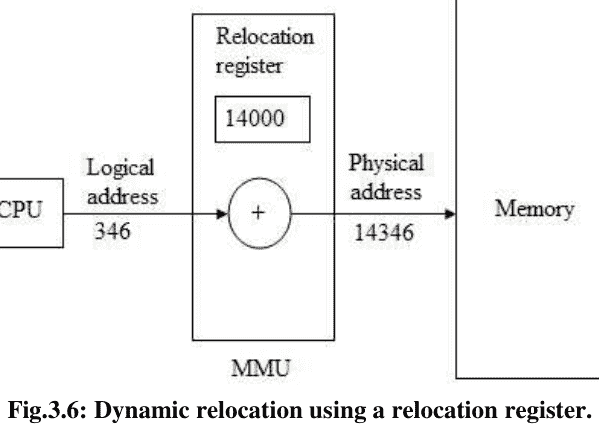 Relocation
register
14000
Logical
address
346
CPU
+
Physical
address
14346
Memory
MMU
Fig.3.6: Dynamic relocation using a relocation register.